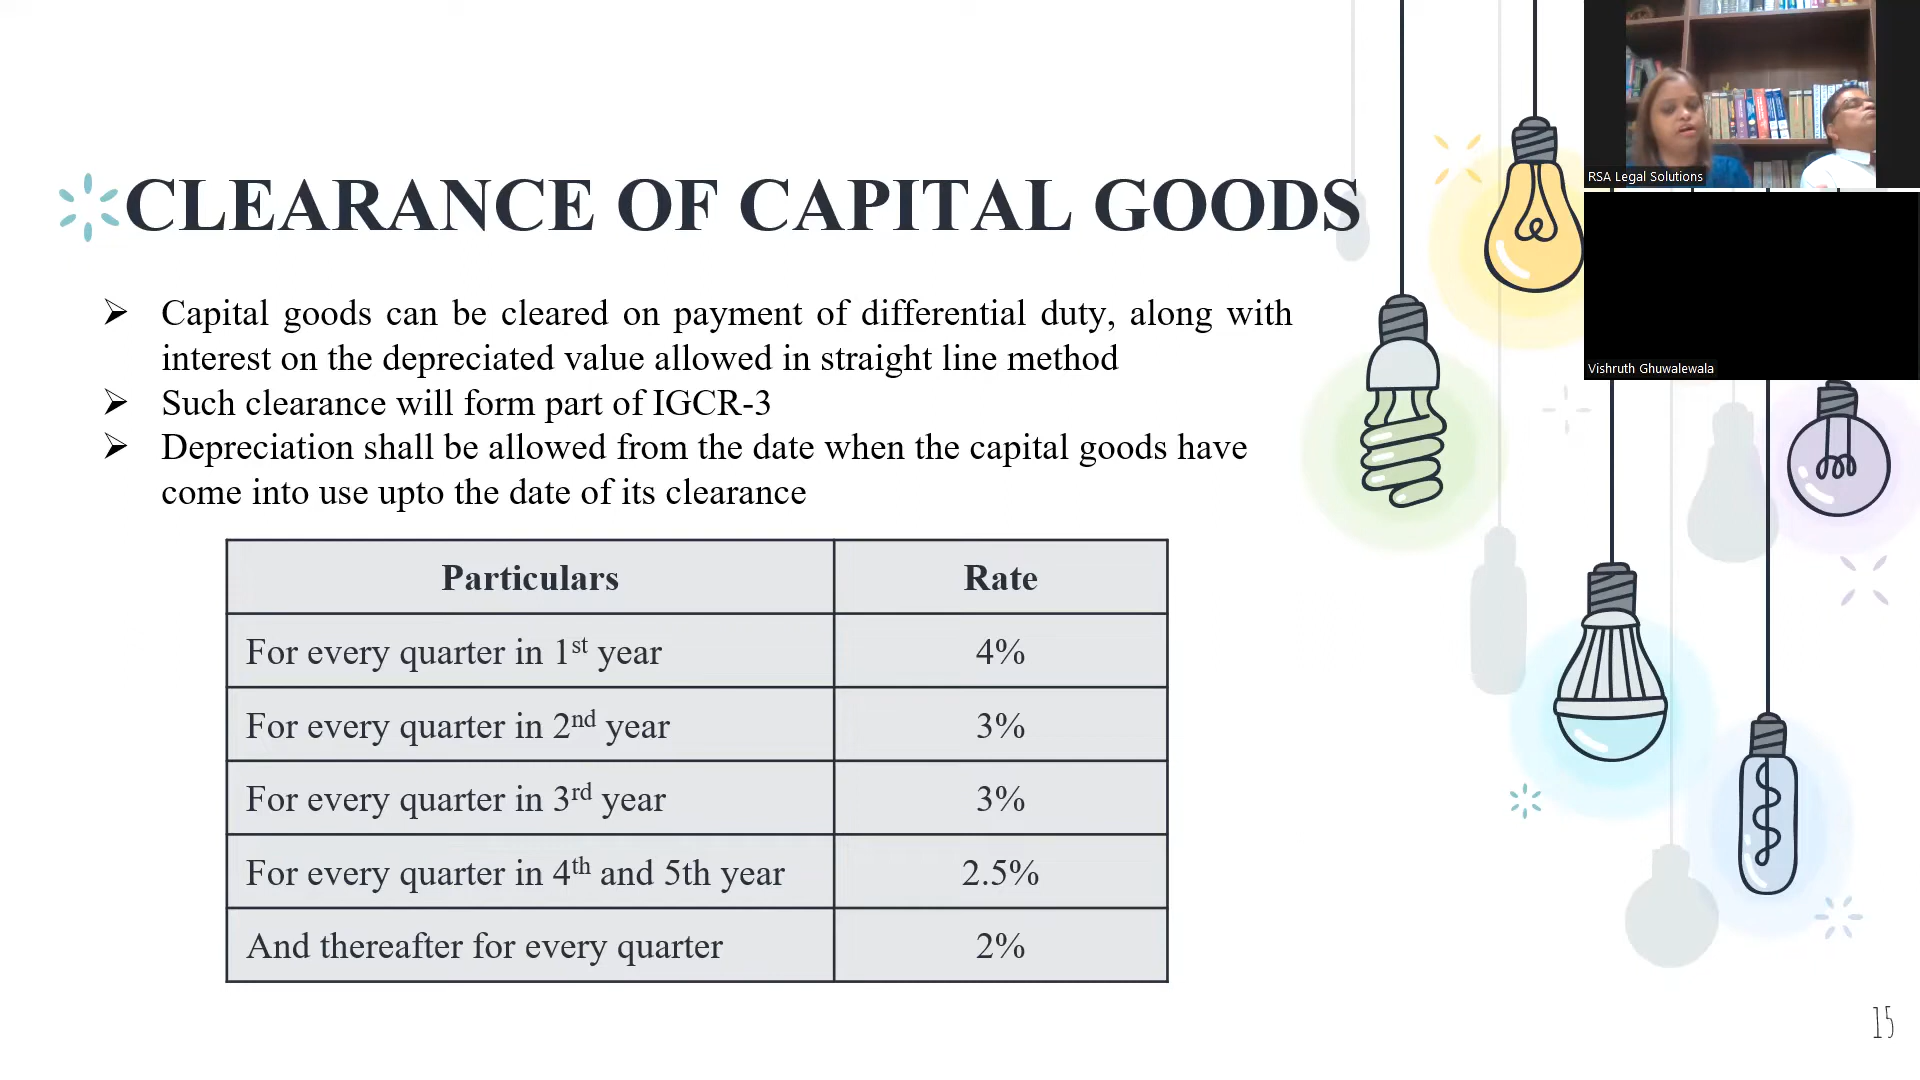 CLEARANCE OF CAPITAL GOODS
➢ Capital goods can be cleared on payment of differential duty, along with
interest on the depreciated value allowed in straight line method
➢ Such clearance will form part of IGCR-3
➢ Depreciation shall be allowed from the date when the capital goods have
come into use upto the date of its clearance
Particulars Rate
For every quarter in 1st year 4%
For every quarter in 2nd year 3%
For every quarter in 3rd year 3%
For every quarter in 4th and 5th year 2.5%
And thereafter for every quarter 2%
RSA Legal Solutions
Vishruth Ghuwalewala
15